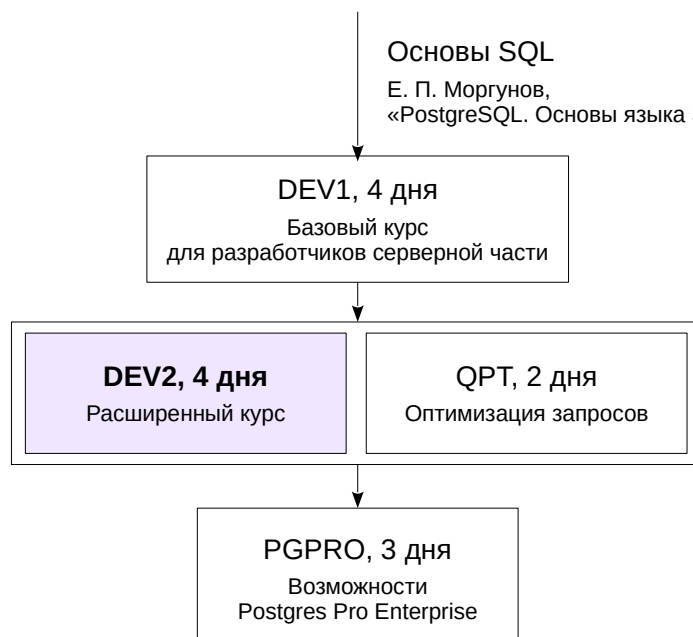 Основы SQL
Е. П. Моргунов,
«PostgreSQL. Основы языка
DEV1, 4 дня
Базовый курс
для разработчиков серверной части
DEV2, 4 дня
Расширенный курс
QPT, 2 дня
Оптимизация запросов
PGPRO, 3 дня
Возможности
Postgres Pro Enterprise